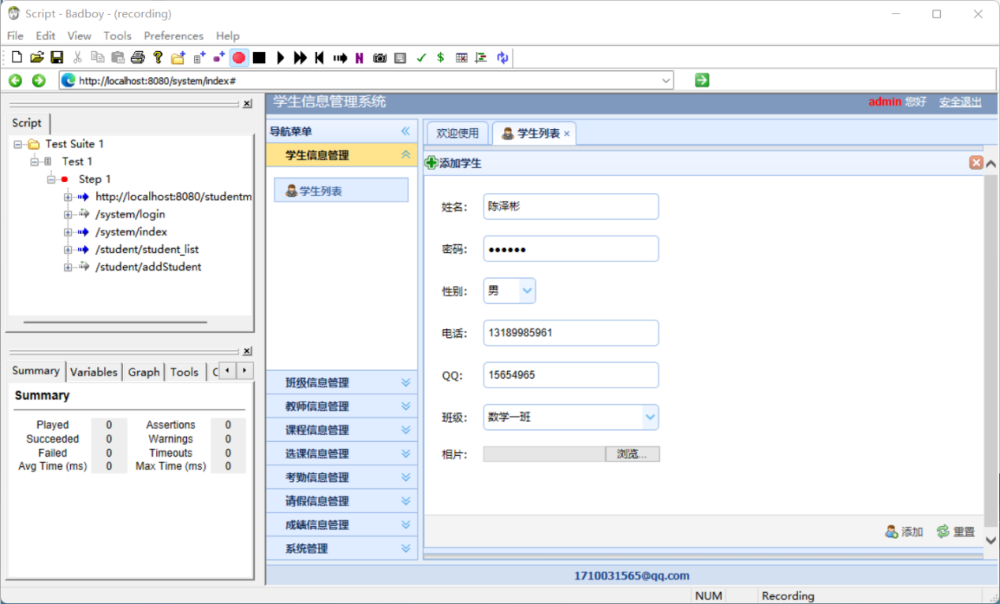 Script - Badboy - (recording)
File Edit View Tools Preferences Help
http://localhost:8080/system/index#
Script
Test Suite 1
Test 1
Step 1
http://localhost:8080/studentm
/system/login
/system/index
/student/student_list
/student/addStudent
Summary Variables Graph Tools C
Summary
Played 0 Assertions 0
Succeeded 0 Warnings 0
Failed 0 Timeouts 0
Avg Time (ms) 0 Max Time (ms) 0
学生信息管理系统
admin 您好 安全退出
导航菜单
学生信息管理
学生列表
班级信息管理
教师信息管理
课程信息管理
选课信息管理
考勤信息管理
请假信息管理
成绩信息管理
系统管理
欢迎使用 学生列表
添加学生
姓名: 陈泽彬
密码: ●●●●●●
性别: 男
电话: 13189985961
QQ: 15654965
班级: 数学一班
相片: 浏览...
添加 重置
1710031565@qq.com
NUM Recording